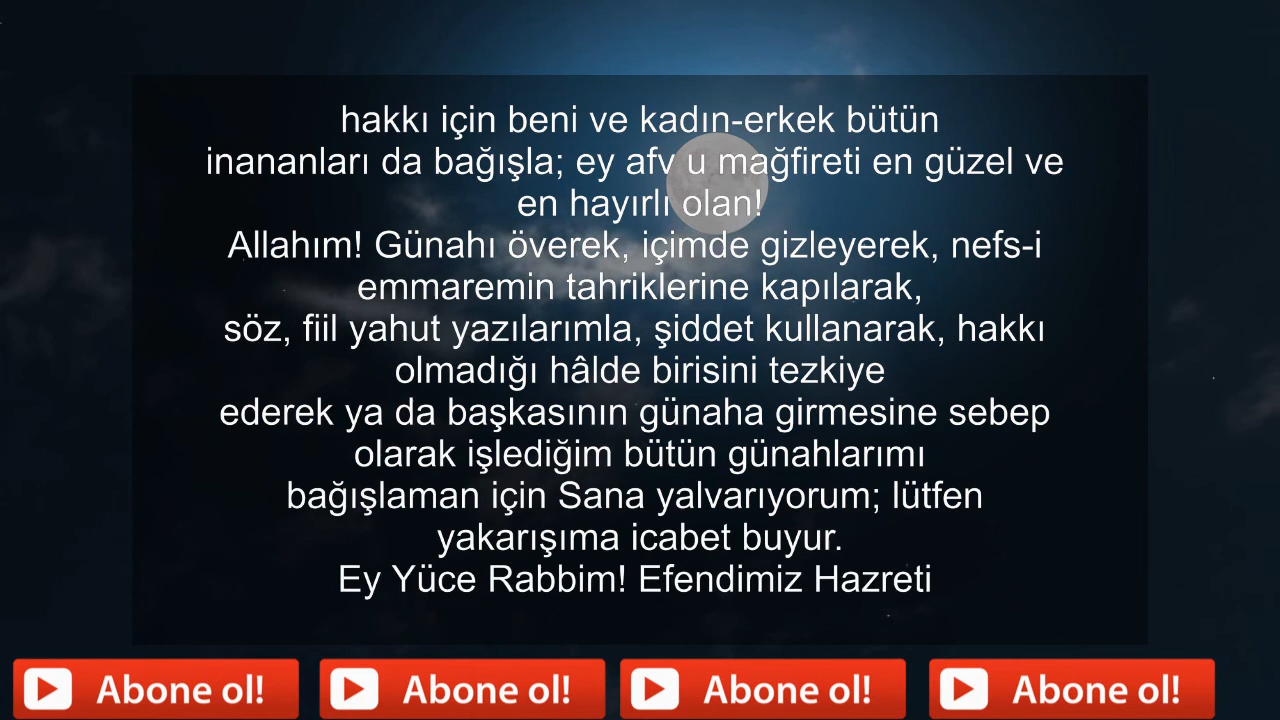 hakkı için beni ve kadın-erkek bütün
inananları da bağışla; ey afv u mağfireti en güzel ve
en hayırlı olan!
Allahım! Günahı överek, içimde gizleyerek, nefs-i
emmaremin tahriklerine kapılarak,
söz, fiil yahut yazılarımla, şiddet kullanarak, hakkı
olmadığı hâlde birisini tezkiye
ederek ya da başkasının günaha girmesine sebep
olarak işlediğim bütün günahlarımı
bağışlaman için Sana yalvarıyorum; lütfen
yakarışıma icabet buyur.
Ey Yüce Rabbim! Efendimiz Hazreti
Abone ol! Abone ol! Abone ol! Abone ol!